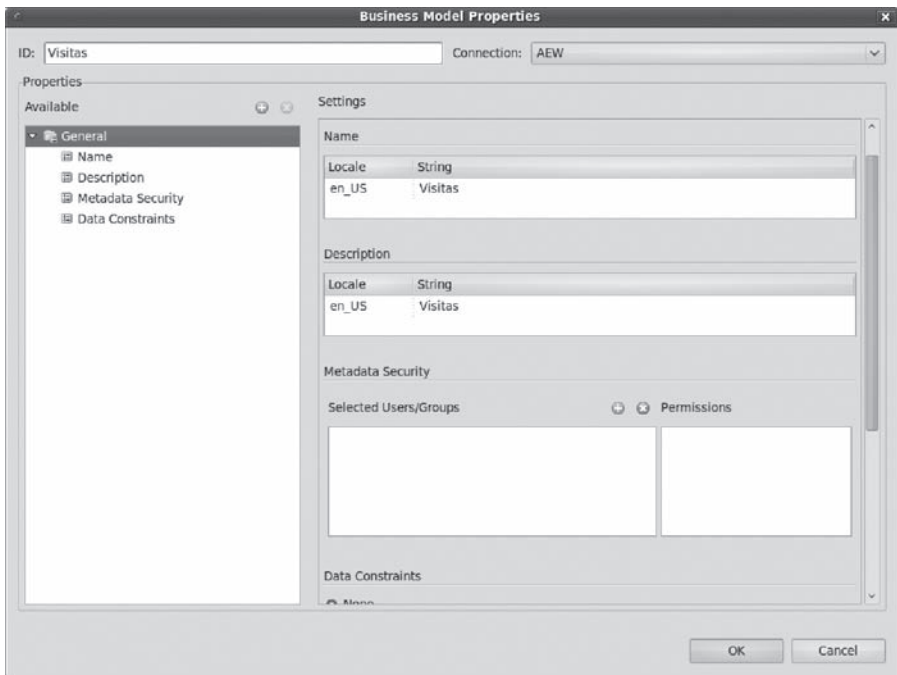 Business Model Properties
ID: Visitas
Connection: AEW
Properties
Available
General
Name
Description
Metadata Security
Data Constraints
Settings
Name
Locale String
en_US Visitas
Description
Locale String
en_US Visitas
Metadata Security
Selected Users/Groups
Permissions
Data Constraints
None
OK
Cancel